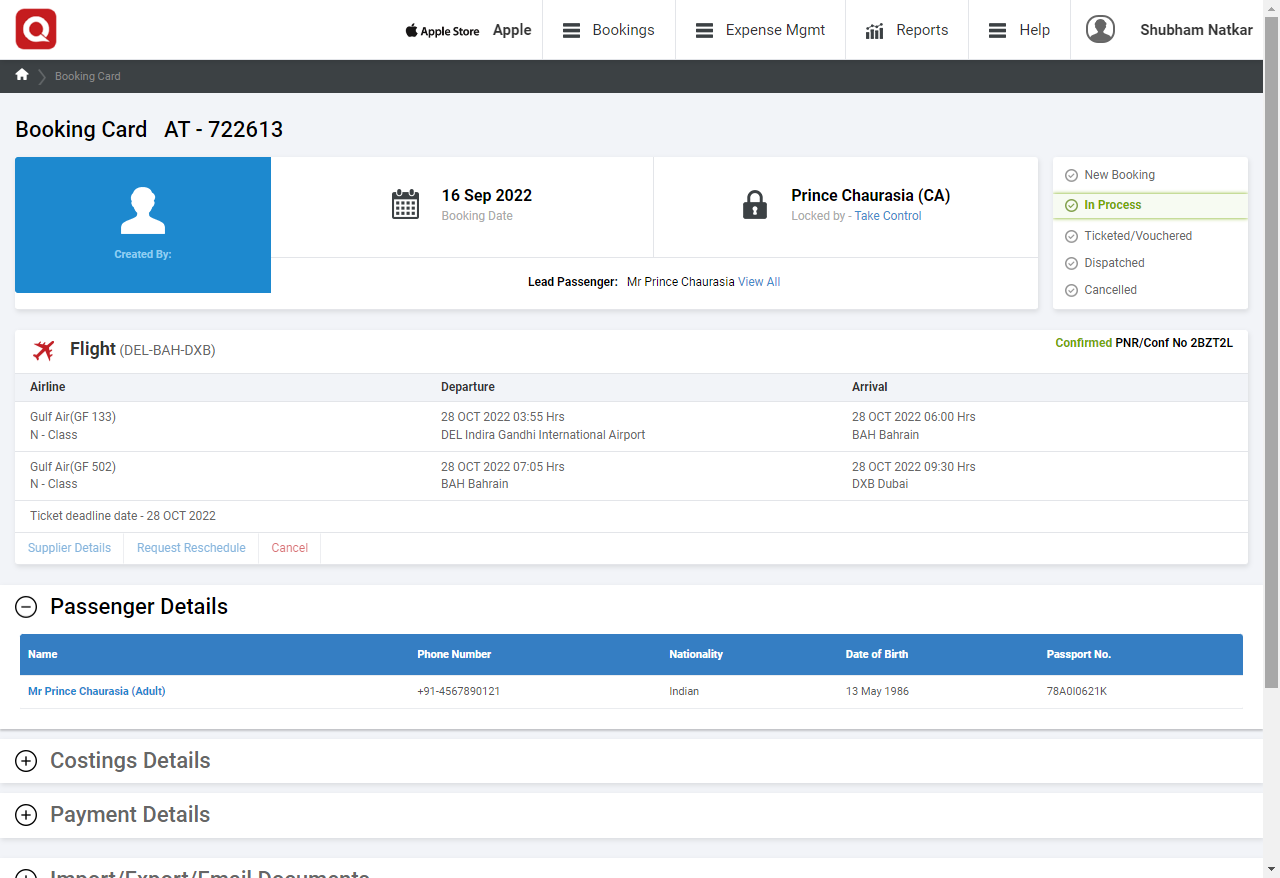 Q
Apple Store Apple Bookings Expense Mgmt Reports Help Shubham Natkar
Booking Card
Booking Card AT - 722613
Created By:
16 Sep 2022
Booking Date
Prince Chaurasia (CA)
Locked by - Take Control
Lead Passenger: Mr Prince Chaurasia View All
New Booking
In Process
Ticketed/Vouchered
Dispatched
Cancelled
Flight (DEL-BAH-DXB)
Confirmed PNR/Conf No 2BZT2L
Airline Departure Arrival
Gulf Air(GF 133) 28 OCT 2022 03:55 Hrs 28 OCT 2022 06:00 Hrs
N - Class DEL Indira Gandhi International Airport BAH Bahrain
Gulf Air(GF 502) 28 OCT 2022 07:05 Hrs 28 OCT 2022 09:30 Hrs
N - Class BAH Bahrain DXB Dubai
Ticket deadline date - 28 OCT 2022
Supplier Details Request Reschedule Cancel
Passenger Details
Name Phone Number Nationality Date of Birth Passport No.
Mr Prince Chaurasia (Adult) +91-4567890121 Indian 13 May 1986 78A0I0621K
Costings Details
Payment Details
Import/Export/Email Documents